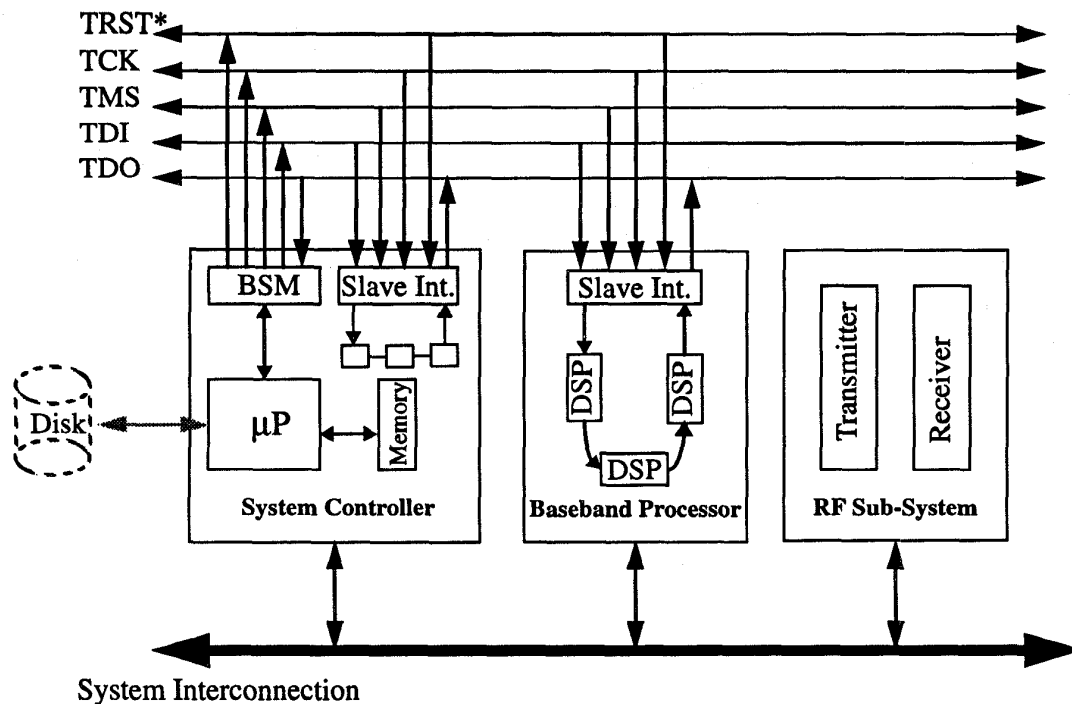 TRST*
TCK
TMS
TDI
TDO
BSM
Slave Int.
Slave Int.
Disk
μP
Memory
DSP
DSP
DSP
Transmitter
Receiver
System Controller
Baseband Processor
RF Sub-System
System Interconnection